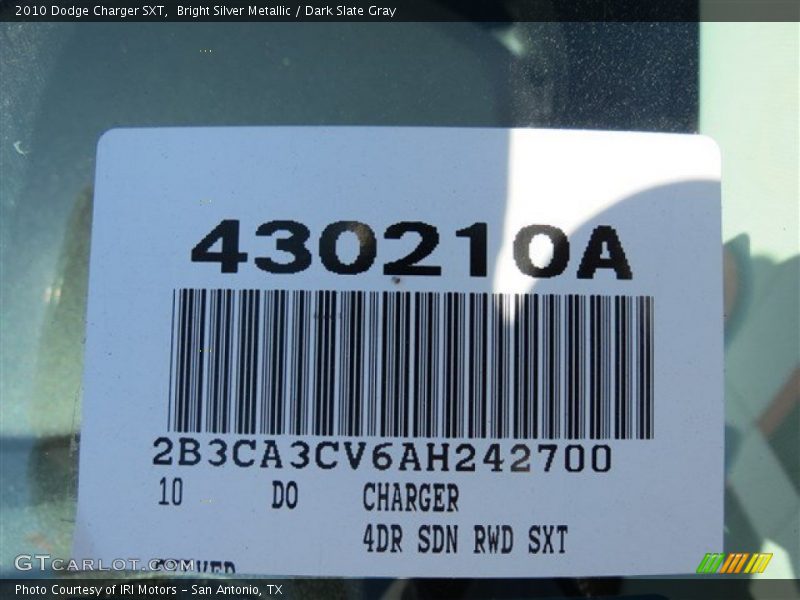 2010 Dodge Charger SXT,  Bright Silver Metallic / Dark Slate Gray
430210A
2B3CA3CV6AH242700
10 DO CHARGER
4DR SDN RWD SXT
GTCarLot.com
Photo Courtesy of IRI Motors – San Antonio, TX